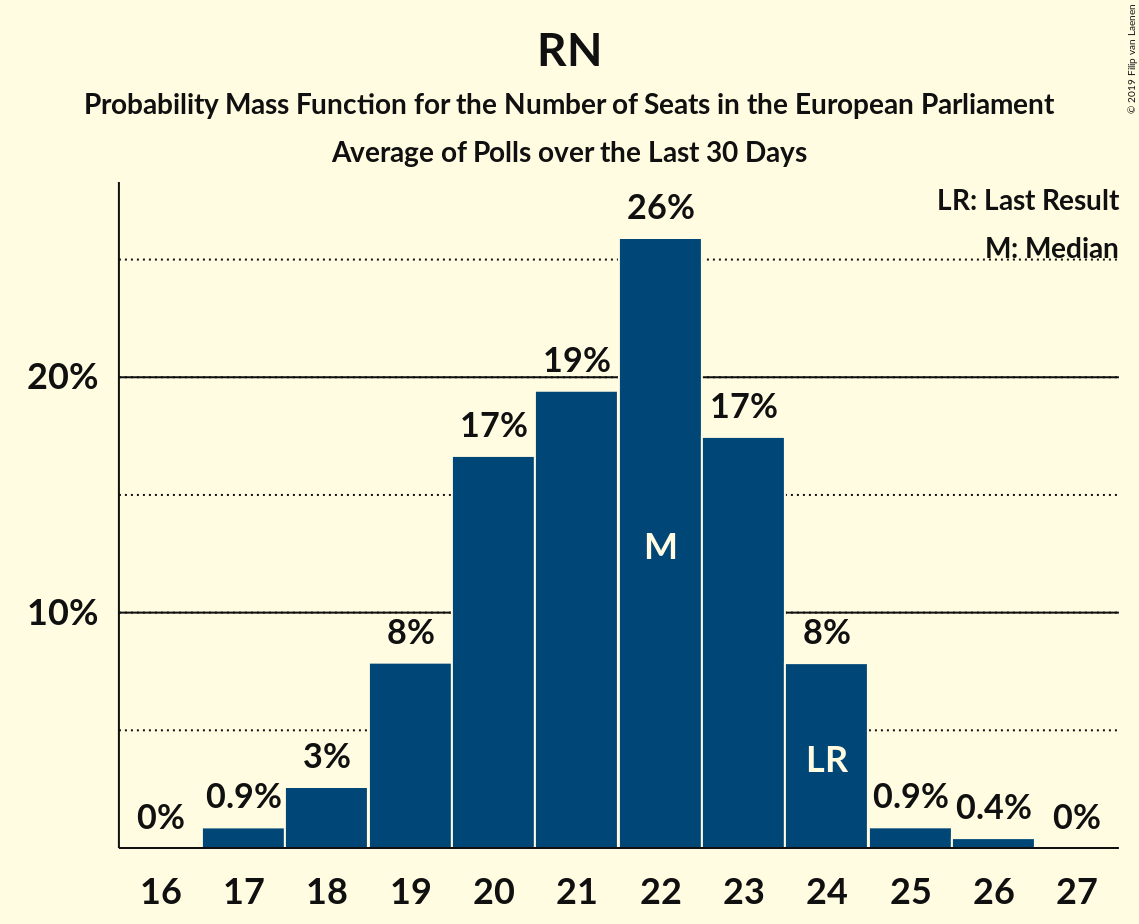 RN
Probability Mass Function for the Number of Seats in the European Parliament
Average of Polls over the Last 30 Days
© 2019 Filip van Laenen
LR: Last Result
M: Median
20%
10%
0%
0.9%
3%
8%
17%
19%
26%
17%
8%
0.9%
0.4%
0%
M
LR
16 17 18 19 20 21 22 23 24 25 26 27